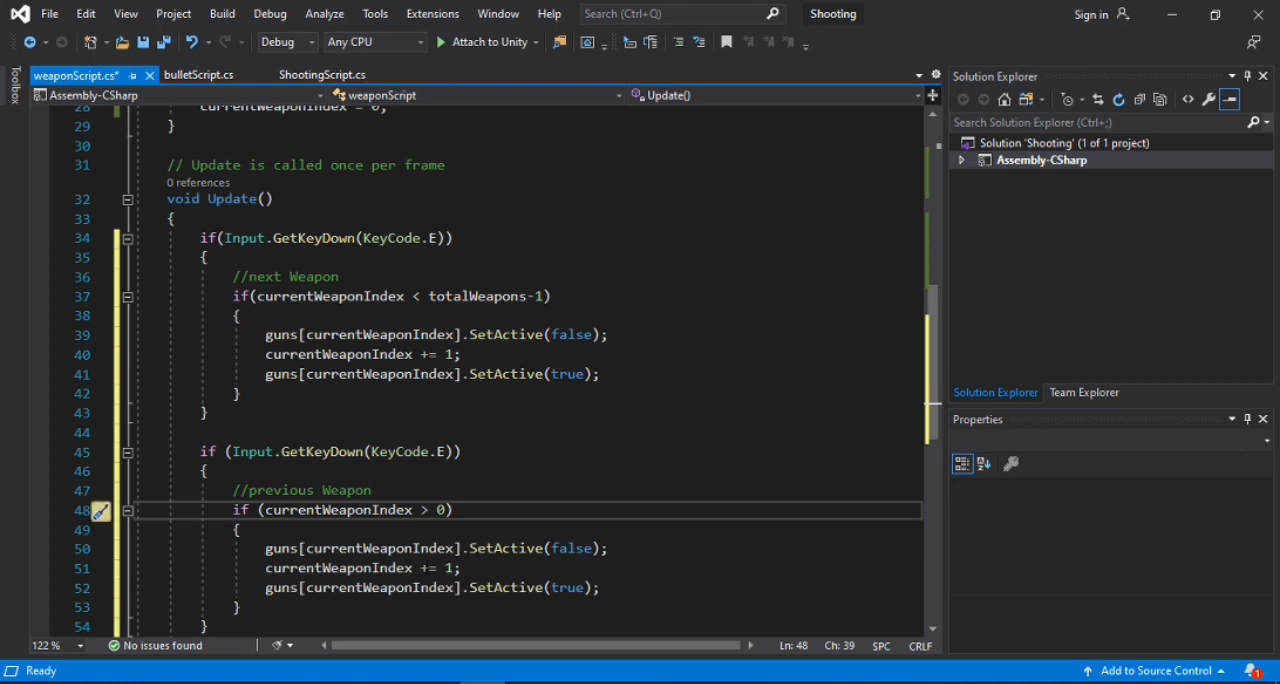 File Edit View Project Build Debug Analyze Tools Extensions Window Help Search (Ctrl+Q) Shooting Sign in
Debug Any CPU Attach to Unity
Toolbox
weaponScript.cs* bulletScript.cs ShootingScript.cs
Assembly-CSharp weaponScript Update()
28 currentWeaponIndex = 0;
29 }
30
31 // Update is called once per frame
0 references
32 void Update()
33 {
34 if(Input.GetKeyDown(KeyCode.E))
35 {
36 //next Weapon
37 if(currentWeaponIndex < totalWeapons-1)
38 {
39 guns[currentWeaponIndex].SetActive(false);
40 currentWeaponIndex += 1;
41 guns[currentWeaponIndex].SetActive(true);
42 }
43 }
44
45 if (Input.GetKeyDown(KeyCode.E))
46 {
47 //previous Weapon
48 if (currentWeaponIndex > 0)
49 {
50 guns[currentWeaponIndex].SetActive(false);
51 currentWeaponIndex += 1;
52 guns[currentWeaponIndex].SetActive(true);
53 }
54 }
122 % No issues found Ln: 48 Ch: 39 SPC CRLF
Solution Explorer
Search Solution Explorer (Ctrl+;)
Solution 'Shooting' (1 of 1 project)
Assembly-CSharp
Solution Explorer Team Explorer
Properties
Ready Add to Source Control 1